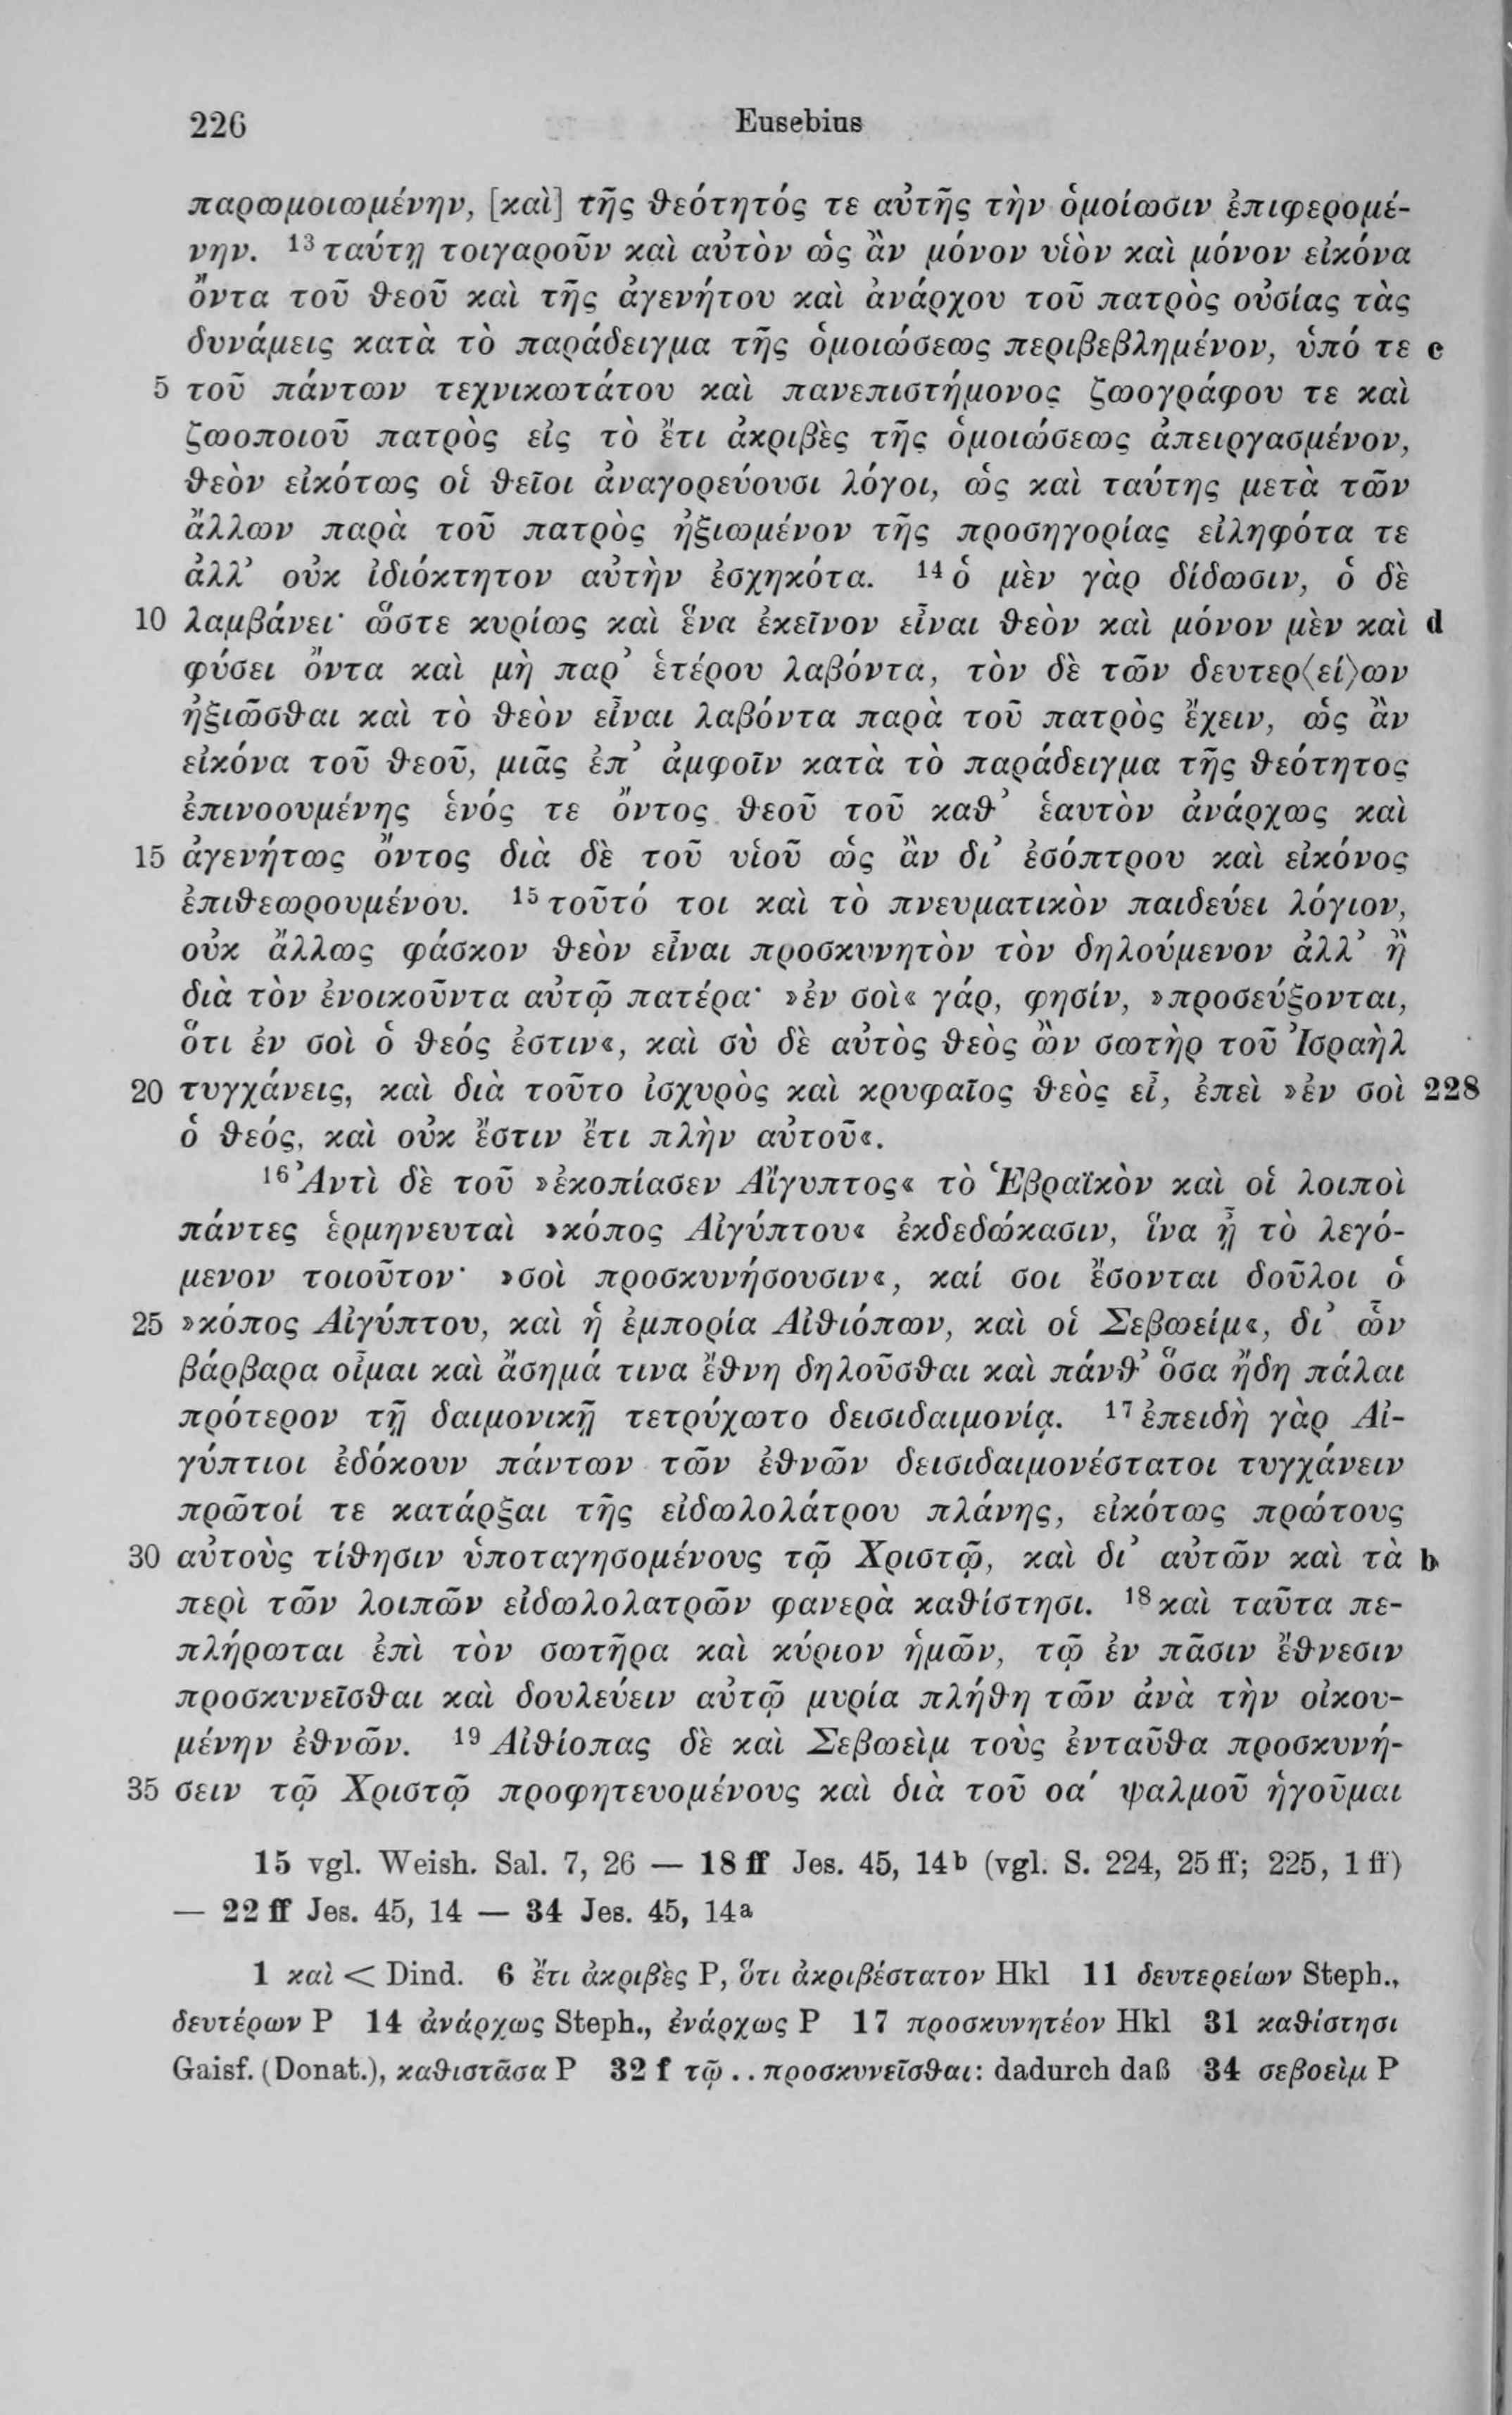 226 Eusebius
παρωμοιωμένην, [καὶ] τῆς θεότητός τε αὐτῆς τὴν ὁμοίωσιν ἐπιφερομέ-
νην. ¹³ ταύτῃ τοιγαροῦν καὶ αὐτὸν ὡς ἂν μόνον υἱὸν καὶ μόνον εἰκόνα
ὄντα τοῦ θεοῦ καὶ τῆς ἀγενήτου καὶ ἀνάρχου τοῦ πατρὸς οὐσίας τὰς
δυνάμεις κατὰ τὸ παράδειγμα τῆς ὁμοιώσεως περιβεβλημένον, ὑπό τε c
5 τοῦ πάντων τεχνικωτάτου καὶ πανεπιστήμονος ζωογράφου τε καὶ
ζωοποιοῦ πατρὸς εἰς τὸ ἔτι ἀκριβὲς τῆς ὁμοιώσεως ἀπειργασμένον,
θεὸν εἰκότως οἱ θεῖοι ἀναγορεύουσι λόγοι, ὡς καὶ ταύτης μετὰ τῶν
ἄλλων παρὰ τοῦ πατρὸς ἠξιωμένον τῆς προσηγορίας εἰληφότα τε
ἀλλ’ οὐκ ἰδιόκτητον αὐτὴν ἐσχηκότα. ¹⁴ ὁ μὲν γὰρ δίδωσιν, ὁ δὲ
10 λαμβάνει· ὥστε κυρίως καὶ ἕνα ἐκεῖνον εἶναι θεὸν καὶ μόνον μὲν καὶ d
φύσει ὄντα καὶ μὴ παρ’ ἑτέρου λαβόντα, τὸν δὲ τῶν δευτερ⟨εί⟩ων
ἠξιῶσθαι καὶ τὸ θεὸν εἶναι λαβόντα παρὰ τοῦ πατρὸς ἔχειν, ὡς ἂν
εἰκόνα τοῦ θεοῦ, μιᾶς ἐπ’ ἀμφοῖν κατὰ τὸ παράδειγμα τῆς θεότητος
ἐπινοουμένης ἑνός τε ὄντος θεοῦ τοῦ καθ’ ἑαυτὸν ἀνάρχως καὶ
15 ἀγενήτως ὄντος διὰ δὲ τοῦ υἱοῦ ὡς ἂν δι’ ἐσόπτρου καὶ εἰκόνος
ἐπιθεωρουμένου. ¹⁵ τοῦτό τοι καὶ τὸ πνευματικὸν παιδεύει λόγιον,
οὐκ ἄλλως φάσκον θεὸν εἶναι προσκυνητὸν τὸν δηλούμενον ἀλλ’ ἢ
διὰ τὸν ἐνοικοῦντα αὐτῷ πατέρα· »ἐν σοὶ« γάρ, φησίν, »προσεύξονται,
ὅτι ἐν σοὶ ὁ θεός ἐστιν«, καὶ σὺ δὲ αὐτὸς θεὸς ὢν σωτὴρ τοῦ Ἰσραὴλ
20 τυγχάνεις, καὶ διὰ τοῦτο ἰσχυρὸς καὶ κρυφαῖος θεὸς εἶ, ἐπεὶ »ἐν σοὶ 228
ὁ θεός, καὶ οὐκ ἔστιν ἔτι πλὴν αὐτοῦ«.
¹⁶ Ἀντὶ δὲ τοῦ »ἐκοπίασεν Αἴγυπτος« τὸ Ἑβραϊκὸν καὶ οἱ λοιποὶ
πάντες ἑρμηνευταὶ »κόπος Αἰγύπτου« ἐκδεδώκασιν, ἵνα ᾖ τὸ λεγό-
μενον τοιοῦτον· »σοὶ προσκυνήσουσιν«, καί σοι ἔσονται δοῦλοι ὁ
25 »κόπος Αἰγύπτου, καὶ ἡ ἐμπορία Αἰθιόπων, καὶ οἱ Σεβωείμ«, δι’ ὧν
βάρβαρα οἶμαι καὶ ἄσημά τινα ἔθνη δηλοῦσθαι καὶ πάνθ’ ὅσα ἤδη πάλαι
πρότερον τῇ δαιμονικῇ τετρύχωτο δεισιδαιμονίᾳ. ¹⁷ ἐπειδὴ γὰρ Αἰ-
γύπτιοι ἐδόκουν πάντων τῶν ἐθνῶν δεισιδαιμονέστατοι τυγχάνειν
πρῶτοί τε κατάρξαι τῆς εἰδωλολάτρου πλάνης, εἰκότως πρώτους
30 αὐτοὺς τίθησιν ὑποταγησομένους τῷ Χριστῷ, καὶ δι’ αὐτῶν καὶ τὰ b
περὶ τῶν λοιπῶν εἰδωλολατρῶν φανερὰ καθίστησι. ¹⁸ καὶ ταῦτα πε-
πλήρωται ἐπὶ τὸν σωτῆρα καὶ κύριον ἡμῶν, τῷ ἐν πᾶσιν ἔθνεσιν
προσκυνεῖσθαι καὶ δουλεύειν αὐτῷ μυρία πλήθη τῶν ἀνὰ τὴν οἰκου-
μένην ἐθνῶν. ¹⁹ Αἰθίοπας δὲ καὶ Σεβωεὶμ τοὺς ἐνταῦθα προσκυνή-
35 σειν τῷ Χριστῷ προφητευομένους καὶ διὰ τοῦ οα′ ψαλμοῦ ἡγοῦμαι
15 vgl. Weish. Sal. 7, 26 — 18 ff Jes. 45, 14ᵇ (vgl. S. 224, 25 ff; 225, 1 ff)
— 22 ff Jes. 45, 14 — 34 Jes. 45, 14ᵃ
1 καὶ < Dind. 6 ἔτι ἀκριβὲς P, ὅτι ἀκριβέστατον Hkl 11 δευτερείων Steph.,
δευτέρων P 14 ἀνάρχως Steph., ἐνάρχως P 17 προσκυνητέον Hkl 31 καθίστησι
Gaisf. (Donat.), καθιστᾶσα P 32 f τῷ .. προσκυνεῖσθαι: dadurch daß 34 σεβοεὶμ P